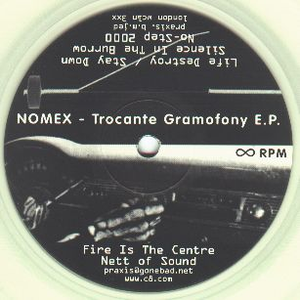 Life Destroy / Stay Down
Silence In The Burrow
No-Step 2000
praxis. b.m.jed
london wc1n 3xx
NOMEX - Trocante Gramofony E.P.
∞ RPM
Fire Is The Centre
Nett of Sound
praxis@gonebad.net
www.c8.com